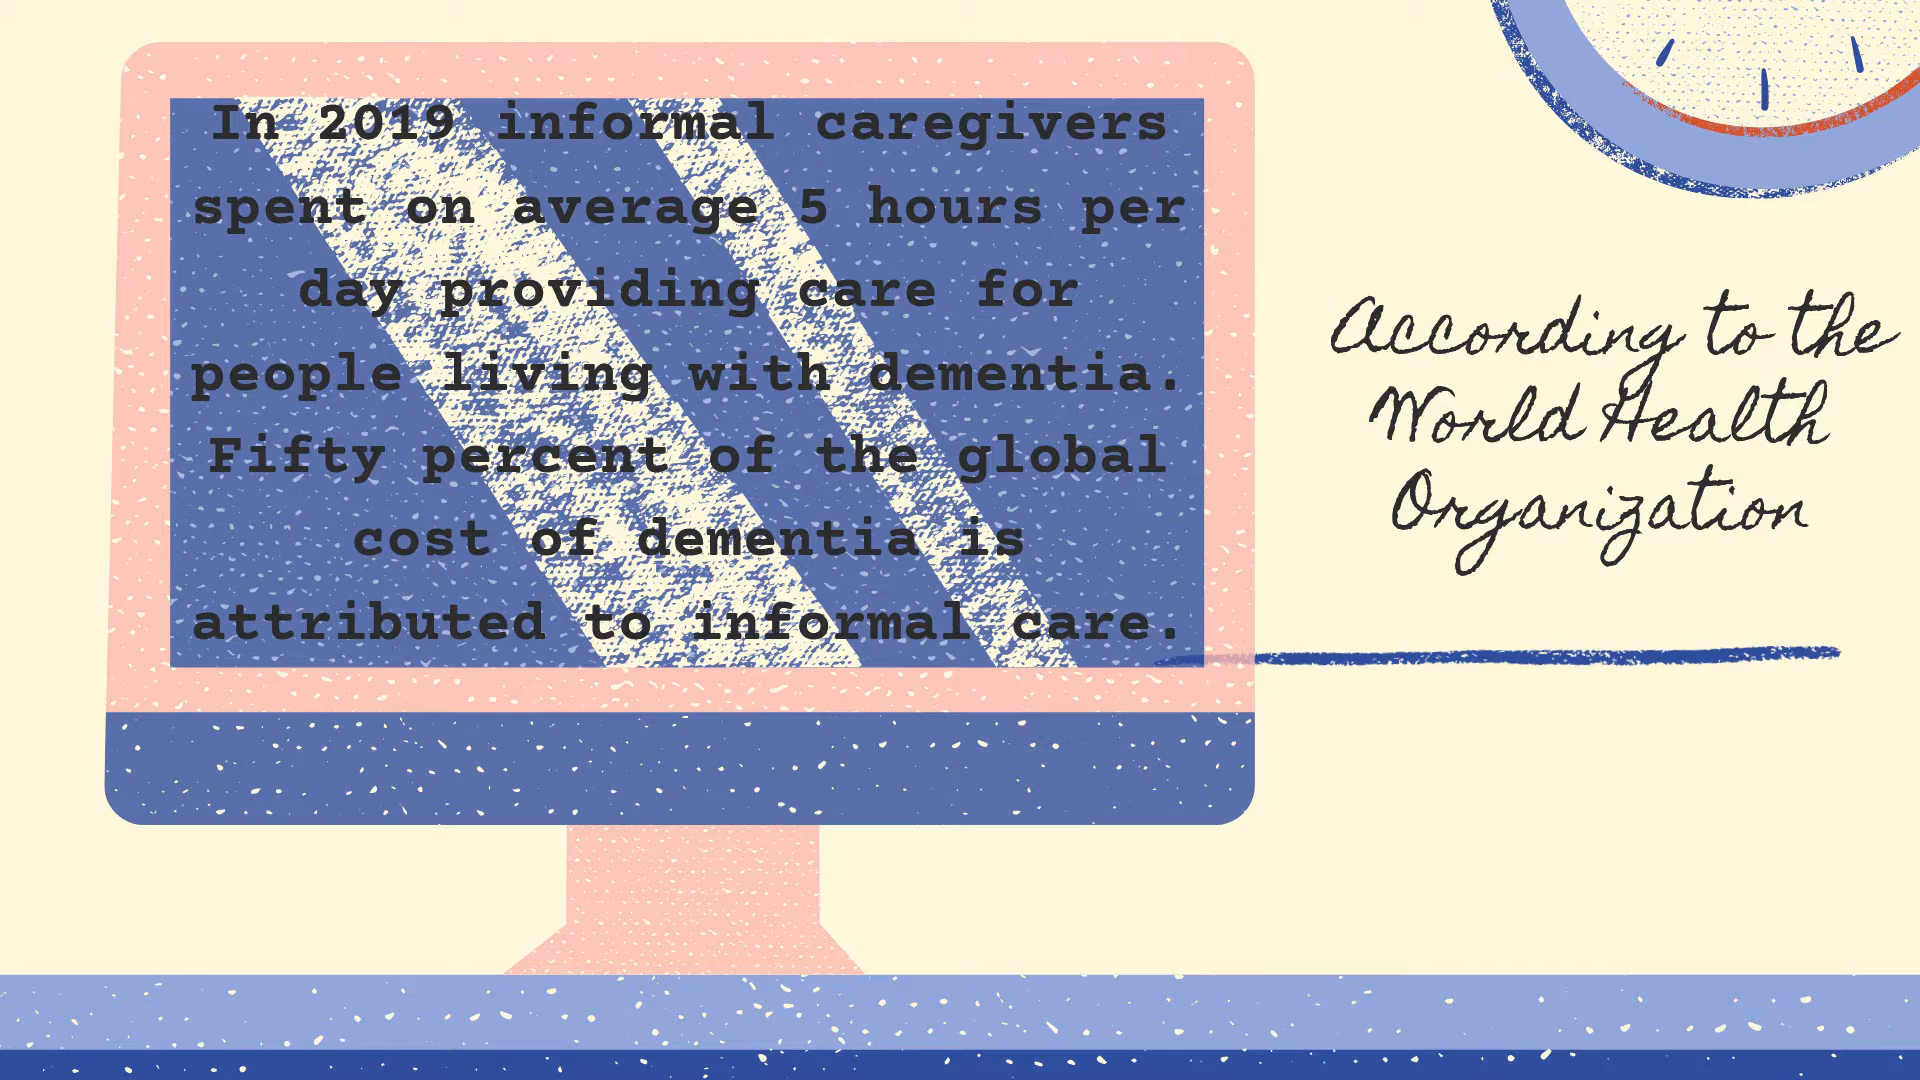 In 2019 informal caregivers
spent on average 5 hours per
day providing care for
people living with dementia.
Fifty percent of the global
cost of dementia is
attributed to informal care.
According to the
World Health
Organization